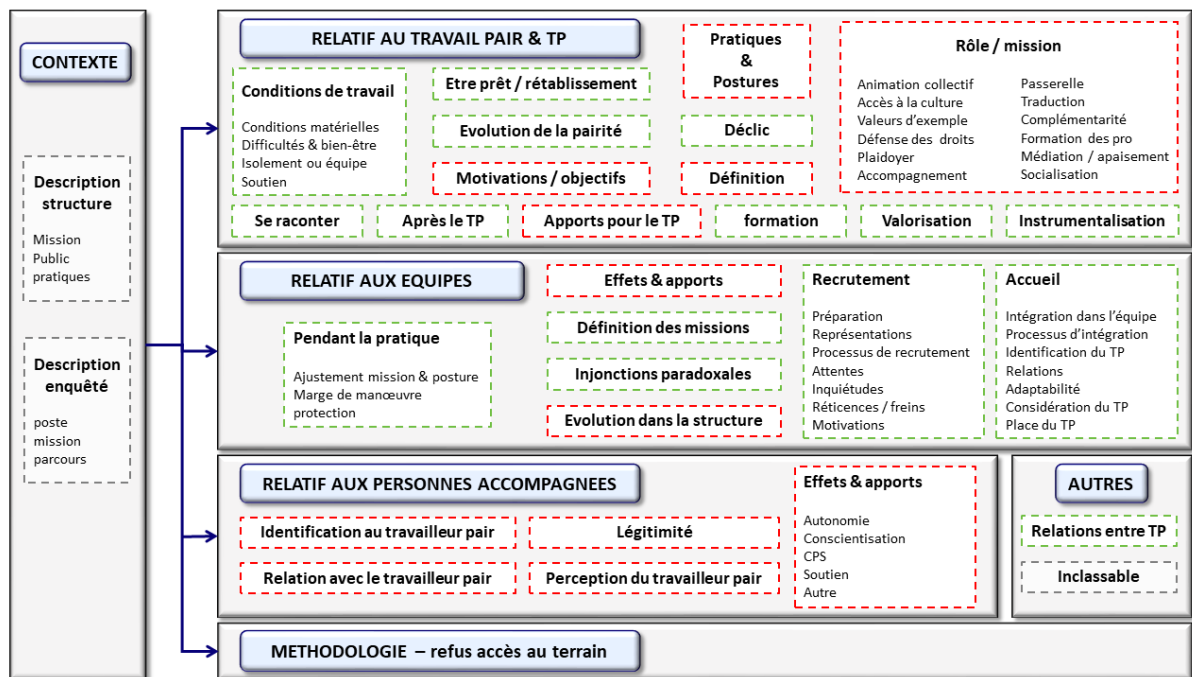 CONTEXTE
Description
structure
Mission
Public
pratiques
Description
enquêté
poste
mission
parcours
RELATIF AU TRAVAIL PAIR & TP
Conditions de travail
Conditions matérielles
Difficultés & bien-être
Isolement ou équipe
Soutien
Etre prêt / rétablissement
Evolution de la pairité
Motivations / objectifs
Pratiques
&
Postures
Déclic
Définition
Rôle / mission
Animation collectif
Accès à la culture
Valeurs d'exemple
Défense des droits
Plaidoyer
Accompagnement
Passerelle
Traduction
Complémentarité
Formation des pro
Médiation / apaisement
Socialisation
Se raconter
Après le TP
Apports pour le TP
formation
Valorisation
Instrumentalisation
RELATIF AUX EQUIPES
Pendant la pratique
Ajustement mission & posture
Marge de manœuvre
protection
Effets & apports
Définition des missions
Injonctions paradoxales
Evolution dans la structure
Recrutement
Préparation
Représentations
Processus de recrutement
Attentes
Inquiétudes
Réticences / freins
Motivations
Accueil
Intégration dans l'équipe
Processus d'intégration
Identification du TP
Relations
Adaptabilité
Considération du TP
Place du TP
RELATIF AUX PERSONNES ACCOMPAGNEES
Identification au travailleur pair
Légitimité
Relation avec le travailleur pair
Perception du travailleur pair
Effets & apports
Autonomie
Conscientisation
CPS
Soutien
Autre
AUTRES
Relations entre TP
Inclassable
METHODOLOGIE – refus accès au terrain